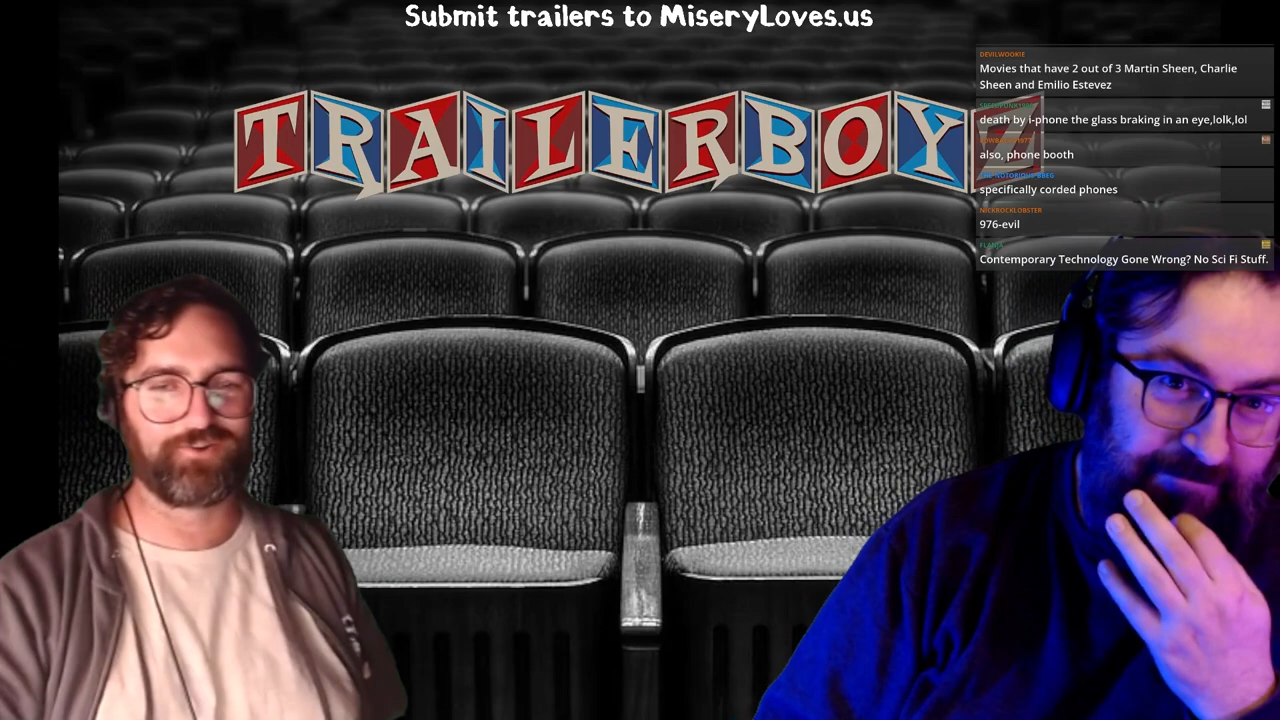 Submit trailers to MiseryLoves.us
TRAILERBOY
DEVILWOOKIE
Movies that have 2 out of 3 Martin Sheen, Charlie
Sheen and Emilio Estevez
death by i-phone the glass braking in an eye,lolk,lol
also, phone booth
specifically corded phones
NICKROCKLOBSTER
976-evil
Contemporary Technology Gone Wrong? No Sci Fi Stuff.